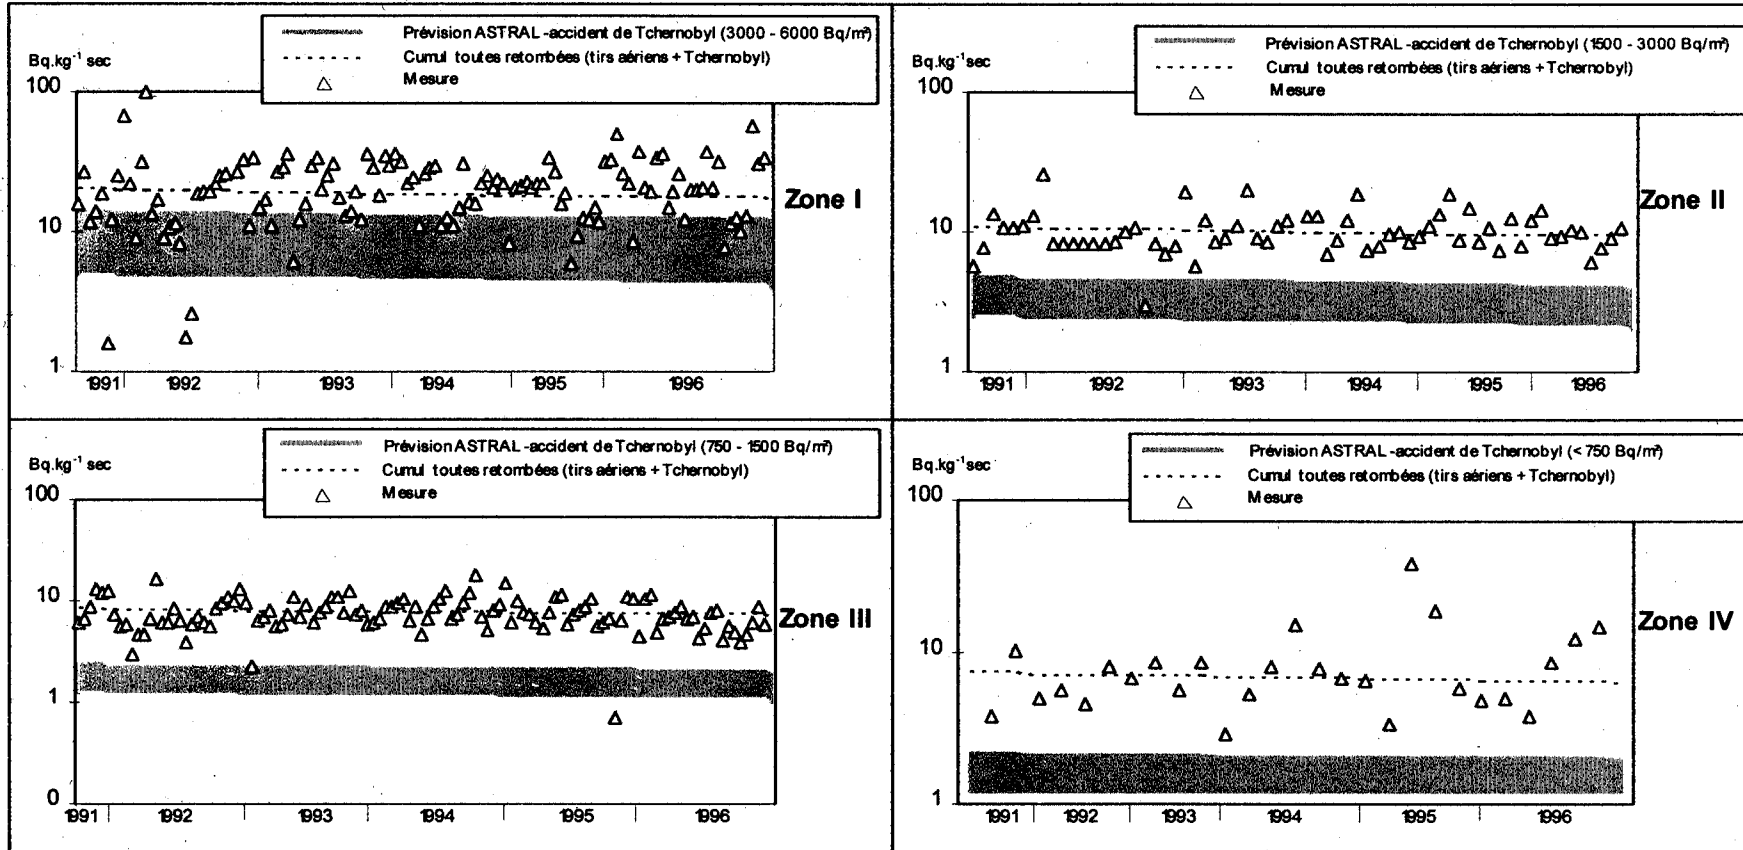 Prévision ASTRAL -accident de Tchernobyl (3000 - 6000 Bq/m²)
Cumul toutes retombées (tirs aériens + Tchernobyl)
Mesure
Bq.kg⁻¹ sec
100
10
1
1991 1992 1993 1994 1995 1996
Zone I
Prévision ASTRAL -accident de Tchernobyl (1500 - 3000 Bq/m²)
Cumul toutes retombées (tirs aériens + Tchernobyl)
Mesure
Bq.kg⁻¹ sec
100
10
1
1991 1992 1993 1994 1995 1996
Zone II
Prévision ASTRAL -accident de Tchernobyl (750 - 1500 Bq/m²)
Cumul toutes retombées (tirs aériens + Tchernobyl)
Mesure
Bq.kg⁻¹ sec
100
10
1
0
1991 1992 1993 1994 1995 1996
Zone III
Prévision ASTRAL -accident de Tchernobyl (< 750 Bq/m²)
Cumul toutes retombées (tirs aériens + Tchernobyl)
Mesure
Bq.kg⁻¹ sec
100
10
1
1991 1992 1993 1994 1995 1996
Zone IV